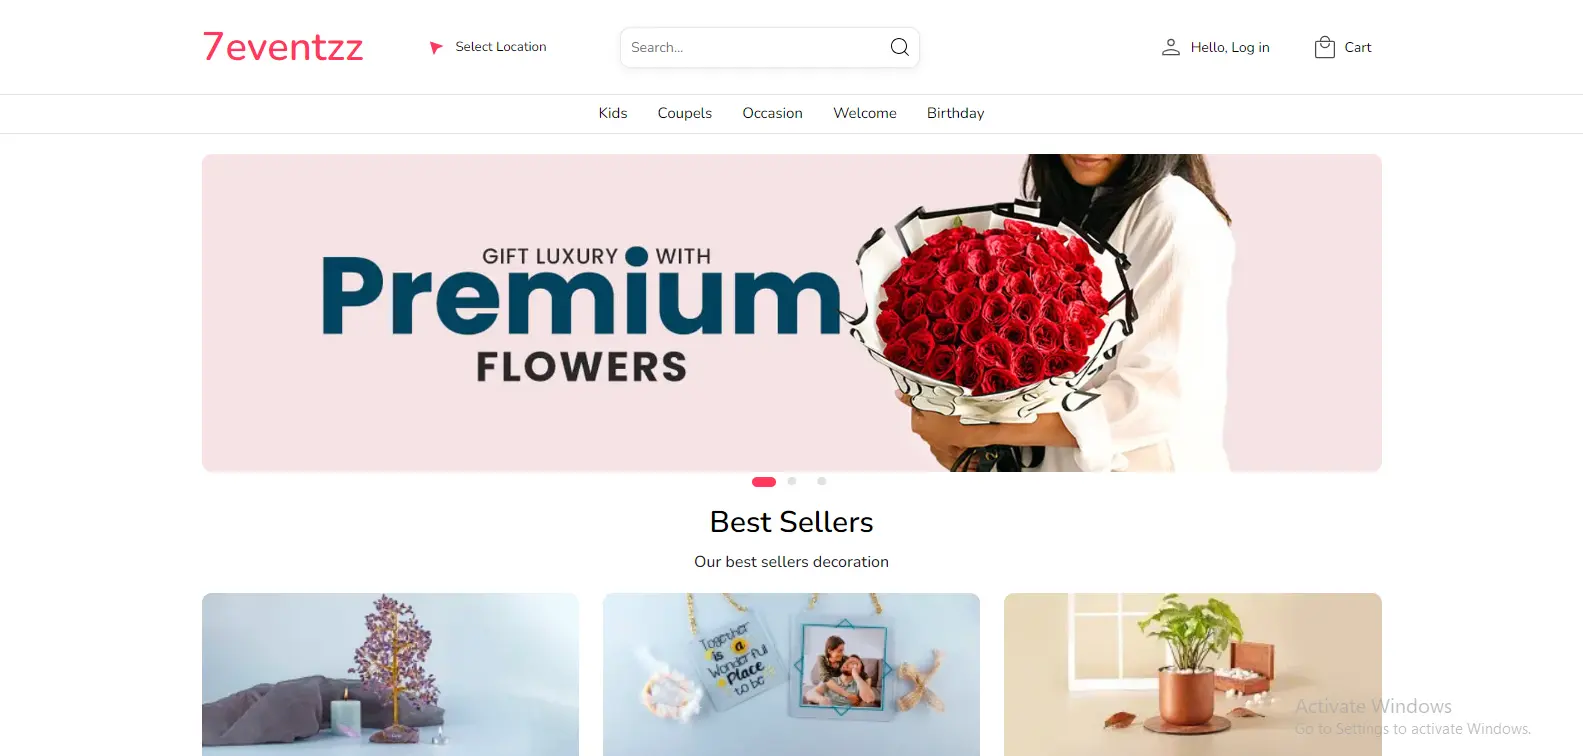 7eventzz
Select Location
Search...
Hello, Log in
Cart
Kids
Coupels
Occasion
Welcome
Birthday
GIFT LUXURY WITH
Premium
FLOWERS
Best Sellers
Our best sellers decoration
Together
is a
Wonderful
Place
to be
Activate Windows
Go to Settings to activate Windows.